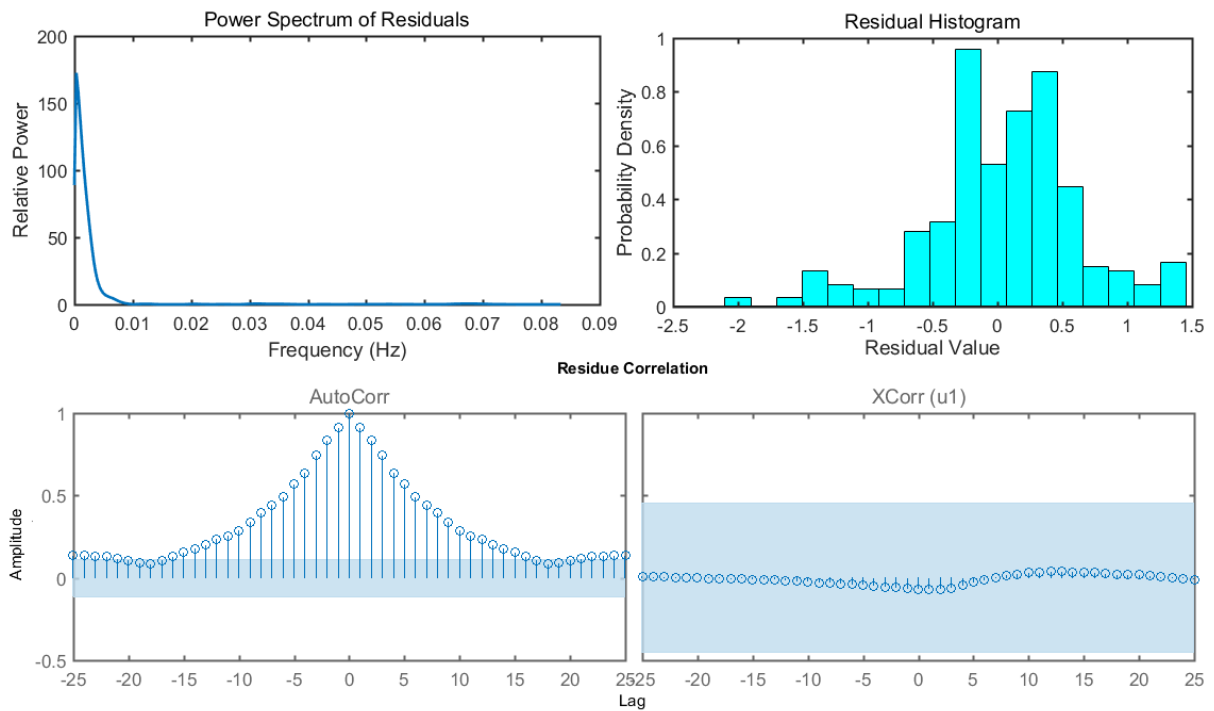 Power Spectrum of Residuals
200
150
100
50
0
Relative Power
0 0.01 0.02 0.03 0.04 0.05 0.06 0.07 0.08 0.09
Frequency (Hz)
Residual Histogram
1
0.8
0.6
0.4
0.2
0
Probability Density
-2.5 -2 -1.5 -1 -0.5 0 0.5 1 1.5
Residual Value
Residue Correlation
AutoCorr
1
0.5
0
-0.5
Amplitude
-25 -20 -15 -10 -5 0 5 10 15 20 25
XCorr (u1)
-25 -20 -15 -10 -5 0 5 10 15 20 25
Lag